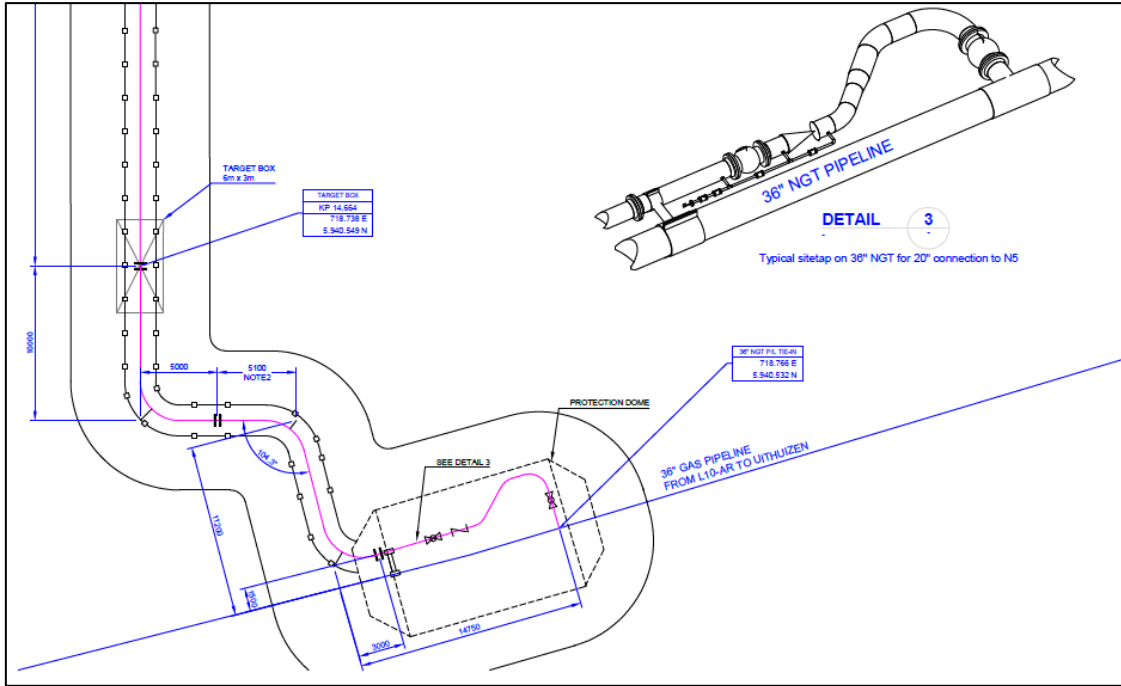 TARGET BOX
6m x 3m
TARGET BOX
KP 14.664
718.738 E
5.940.549 N
36" NGT PIPELINE
DETAIL 3
-
-
Typical sitetap on 36" NGT for 20" connection to N5
10000
5000
5100
NOTE2
36" NGT P/L TIE-IN
718.766 E
5.940.532 N
PROTECTION DOME
104.3°
SEE DETAIL 3
36" GAS PIPELINE
FROM L10-AR TO UITHUIZEN
11200
1500
3000
14750